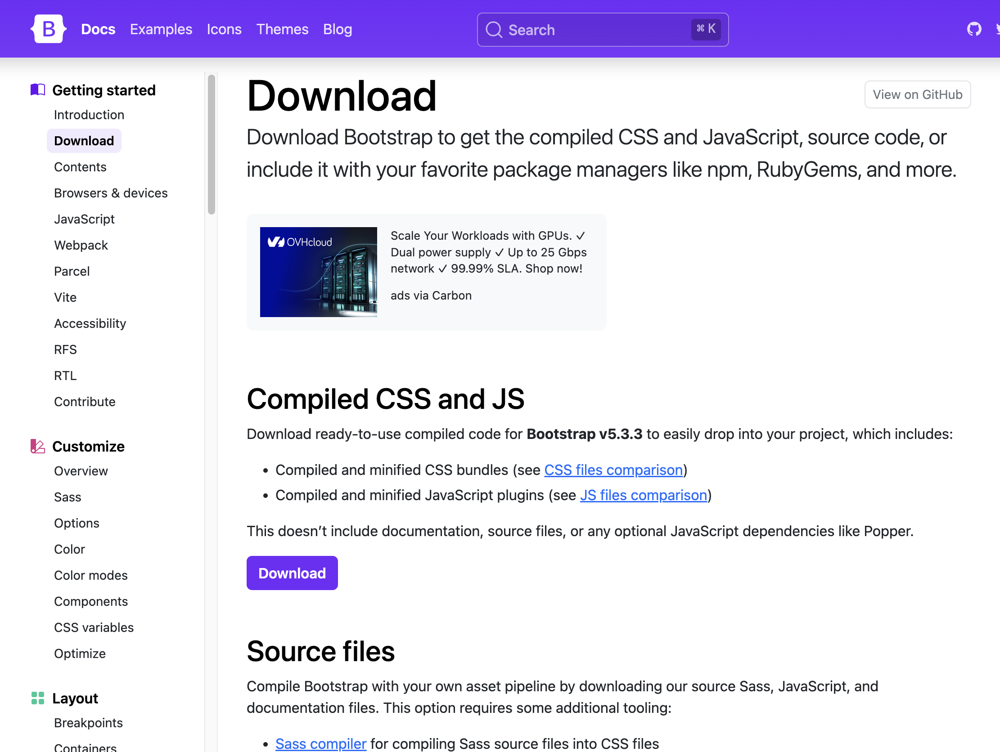 B Docs Examples Icons Themes Blog
Search ⌘ K
Getting started
Introduction
Download
Contents
Browsers & devices
JavaScript
Webpack
Parcel
Vite
Accessibility
RFS
RTL
Contribute
Customize
Overview
Sass
Options
Color
Color modes
Components
CSS variables
Optimize
Layout
Breakpoints
Containers
Download
View on GitHub
Download Bootstrap to get the compiled CSS and JavaScript, source code, or
include it with your favorite package managers like npm, RubyGems, and more.
OVHcloud
Scale Your Workloads with GPUs. ✓
Dual power supply ✓ Up to 25 Gbps
network ✓ 99.99% SLA. Shop now!
ads via Carbon
Compiled CSS and JS
Download ready-to-use compiled code for Bootstrap v5.3.3 to easily drop into your project, which includes:
• Compiled and minified CSS bundles (see CSS files comparison)
• Compiled and minified JavaScript plugins (see JS files comparison)
This doesn’t include documentation, source files, or any optional JavaScript dependencies like Popper.
Download
Source files
Compile Bootstrap with your own asset pipeline by downloading our source Sass, JavaScript, and
documentation files. This option requires some additional tooling:
• Sass compiler for compiling Sass source files into CSS files